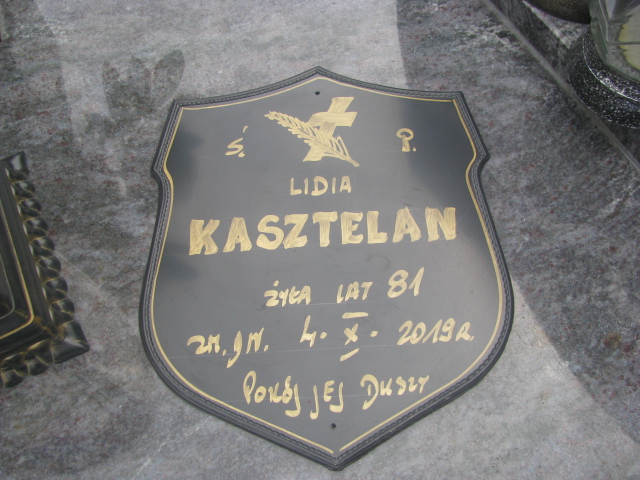 Ś. P.
LIDIA
KASZTELAN
ŻYŁA LAT 81
ZM. DN. 4. X. 2019 R.
POKÓJ JEJ DUSZY